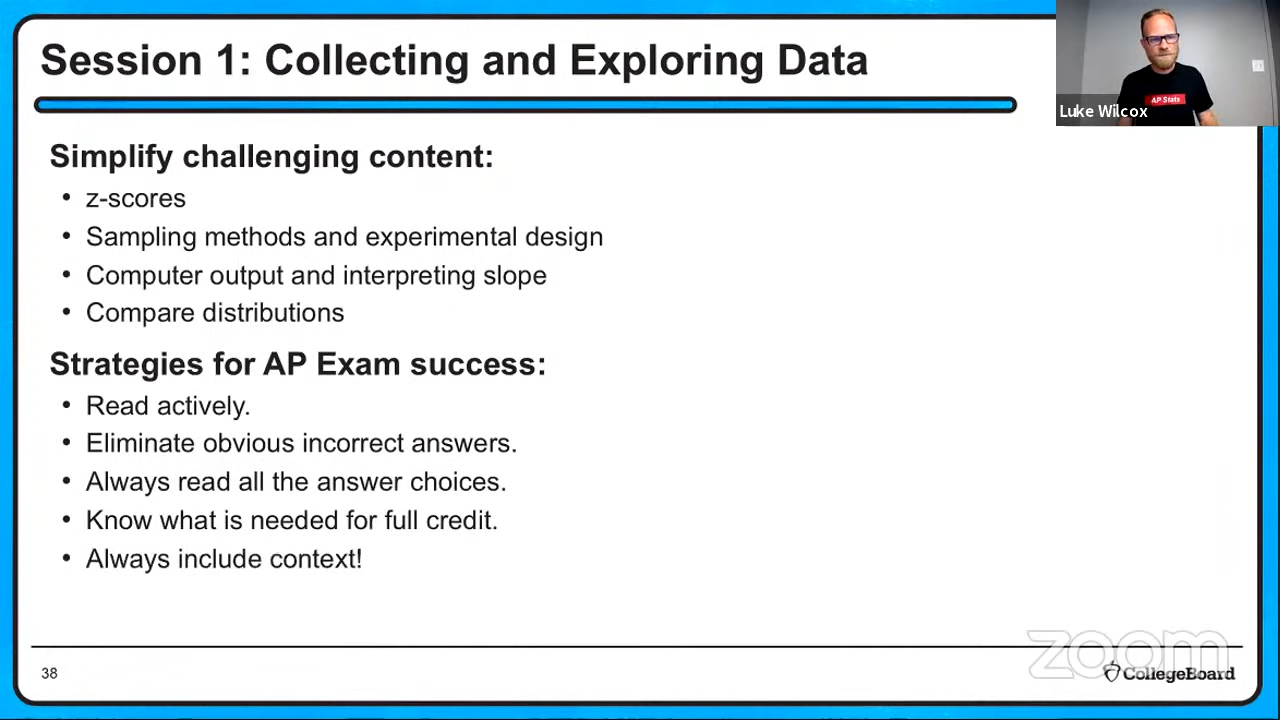 Session 1: Collecting and Exploring Data
AP Stats
Luke Wilcox
Simplify challenging content:
• z-scores
• Sampling methods and experimental design
• Computer output and interpreting slope
• Compare distributions
Strategies for AP Exam success:
• Read actively.
• Eliminate obvious incorrect answers.
• Always read all the answer choices.
• Know what is needed for full credit.
• Always include context!
zoom
38
CollegeBoard